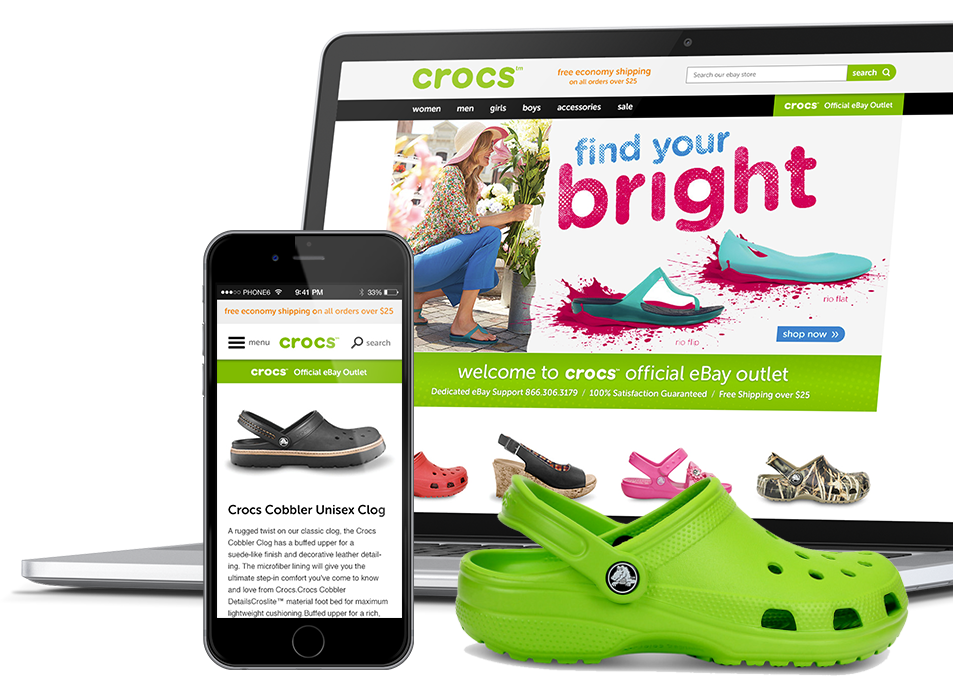 crocs™
free economy shipping
on all orders over $25
Search our ebay store
search
women men girls boys accessories sale
crocs™ Official eBay Outlet
find your
bright
rio flat
rio flip
shop now »
welcome to crocs™ official eBay outlet
Dedicated eBay Support 866.306.3179 / 100% Satisfaction Guaranteed / Free Shipping over $25
PHONE6 9:41 PM 33%
free economy shipping on all orders over $25
menu crocs™ search
crocs™ Official eBay Outlet
Crocs Cobbler Unisex Clog
A rugged twist on our classic clog, the Crocs
Cobbler Clog has a buffed upper for a
suede-like finish and decorative leather detail-
ing. The microfiber lining will give you the
ultimate step-in comfort you've come to know
and love from Crocs.Crocs Cobbler
DetailsCroslite™ material foot bed for maximum
lightweight cushioning.Buffed upper for a rich,